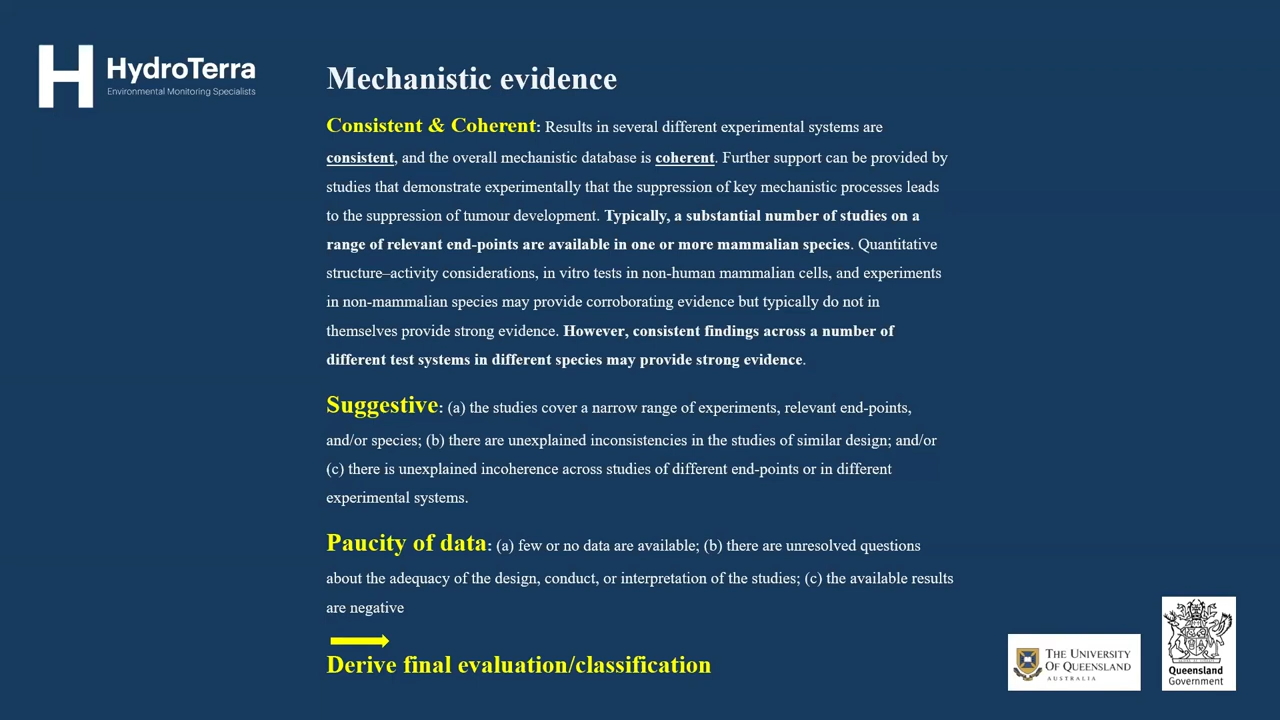 HydroTerra
Environmental Monitoring Specialists
Mechanistic evidence
Consistent & Coherent: Results in several different experimental systems are
consistent, and the overall mechanistic database is coherent. Further support can be provided by
studies that demonstrate experimentally that the suppression of key mechanistic processes leads
to the suppression of tumour development. Typically, a substantial number of studies on a
range of relevant end-points are available in one or more mammalian species. Quantitative
structure–activity considerations, in vitro tests in non-human mammalian cells, and experiments
in non-mammalian species may provide corroborating evidence but typically do not in
themselves provide strong evidence. However, consistent findings across a number of
different test systems in different species may provide strong evidence.
Suggestive: (a) the studies cover a narrow range of experiments, relevant end-points,
and/or species; (b) there are unexplained inconsistencies in the studies of similar design; and/or
(c) there is unexplained incoherence across studies of different end-points or in different
experimental systems.
Paucity of data: (a) few or no data are available; (b) there are unresolved questions
about the adequacy of the design, conduct, or interpretation of the studies; (c) the available results
are negative
Derive final evaluation/classification
THE UNIVERSITY
OF QUEENSLAND
AUSTRALIA
Queensland
Government